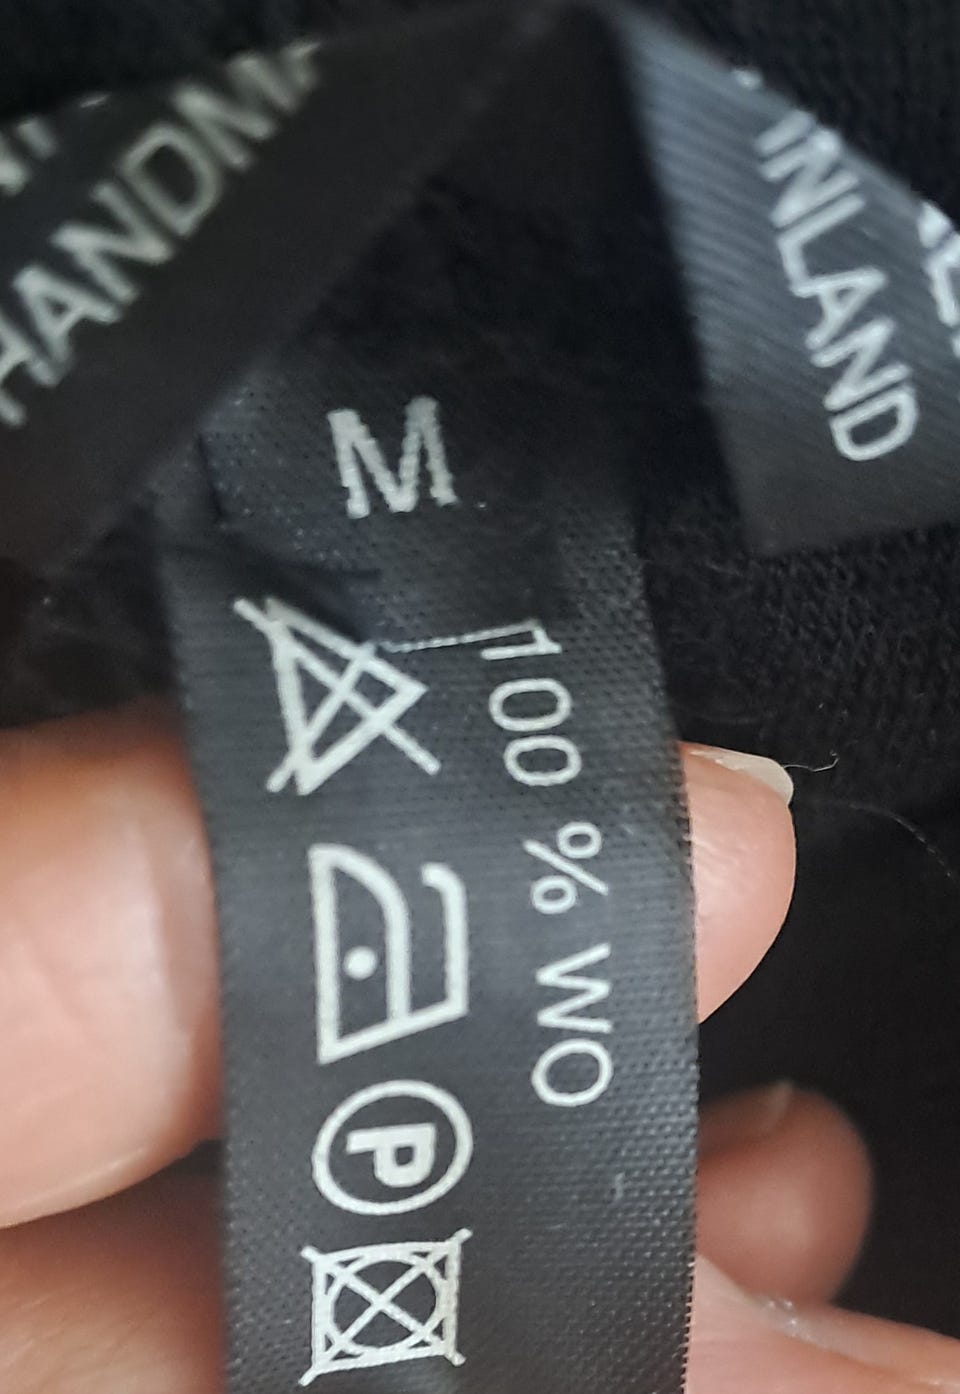 HANDMA
INLAND
M
100 % WO
P